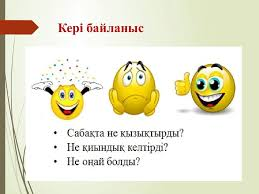 Кері байланыс
• Сабақта не қызықтырды?
• Не қиындық келтірді?
• Не оңай болды?